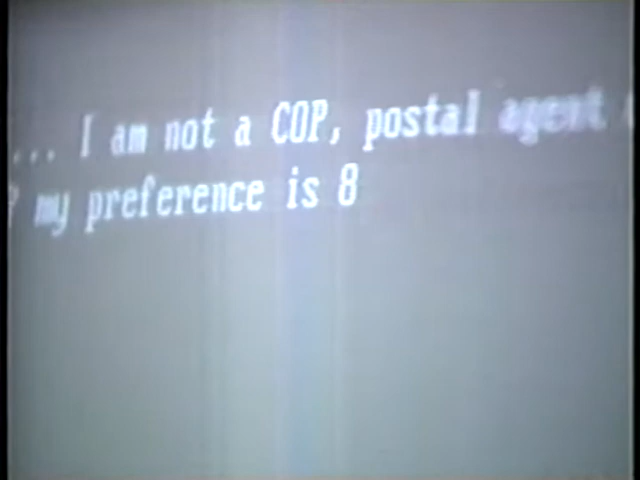 ... I am not a COP, postal agent
? my preference is 8